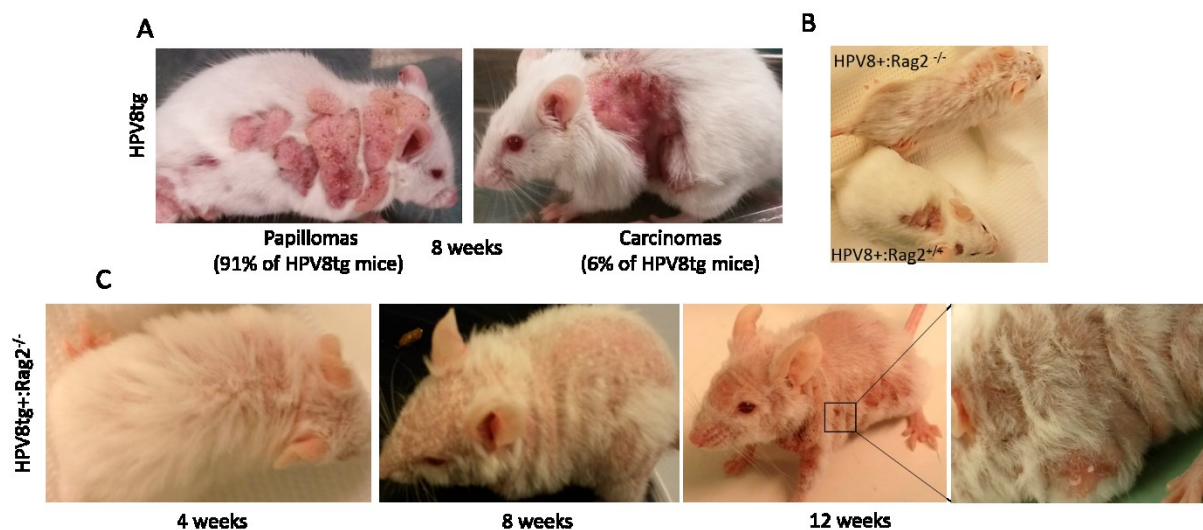 A
HPV8tg
Papillomas
(91% of HPV8tg mice)
8 weeks
Carcinomas
(6% of HPV8tg mice)
B
HPV8+:Rag2 -/-
HPV8+:Rag2+/+
C
HPV8tg+:Rag2-/-
4 weeks
8 weeks
12 weeks